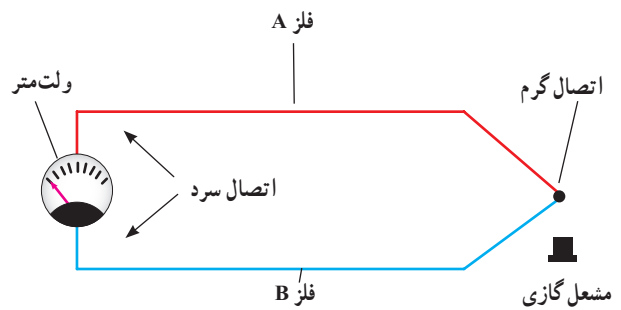 فلز A
ولت‌متر
اتصال گرم
اتصال سرد
فلز B
مشعل گازی